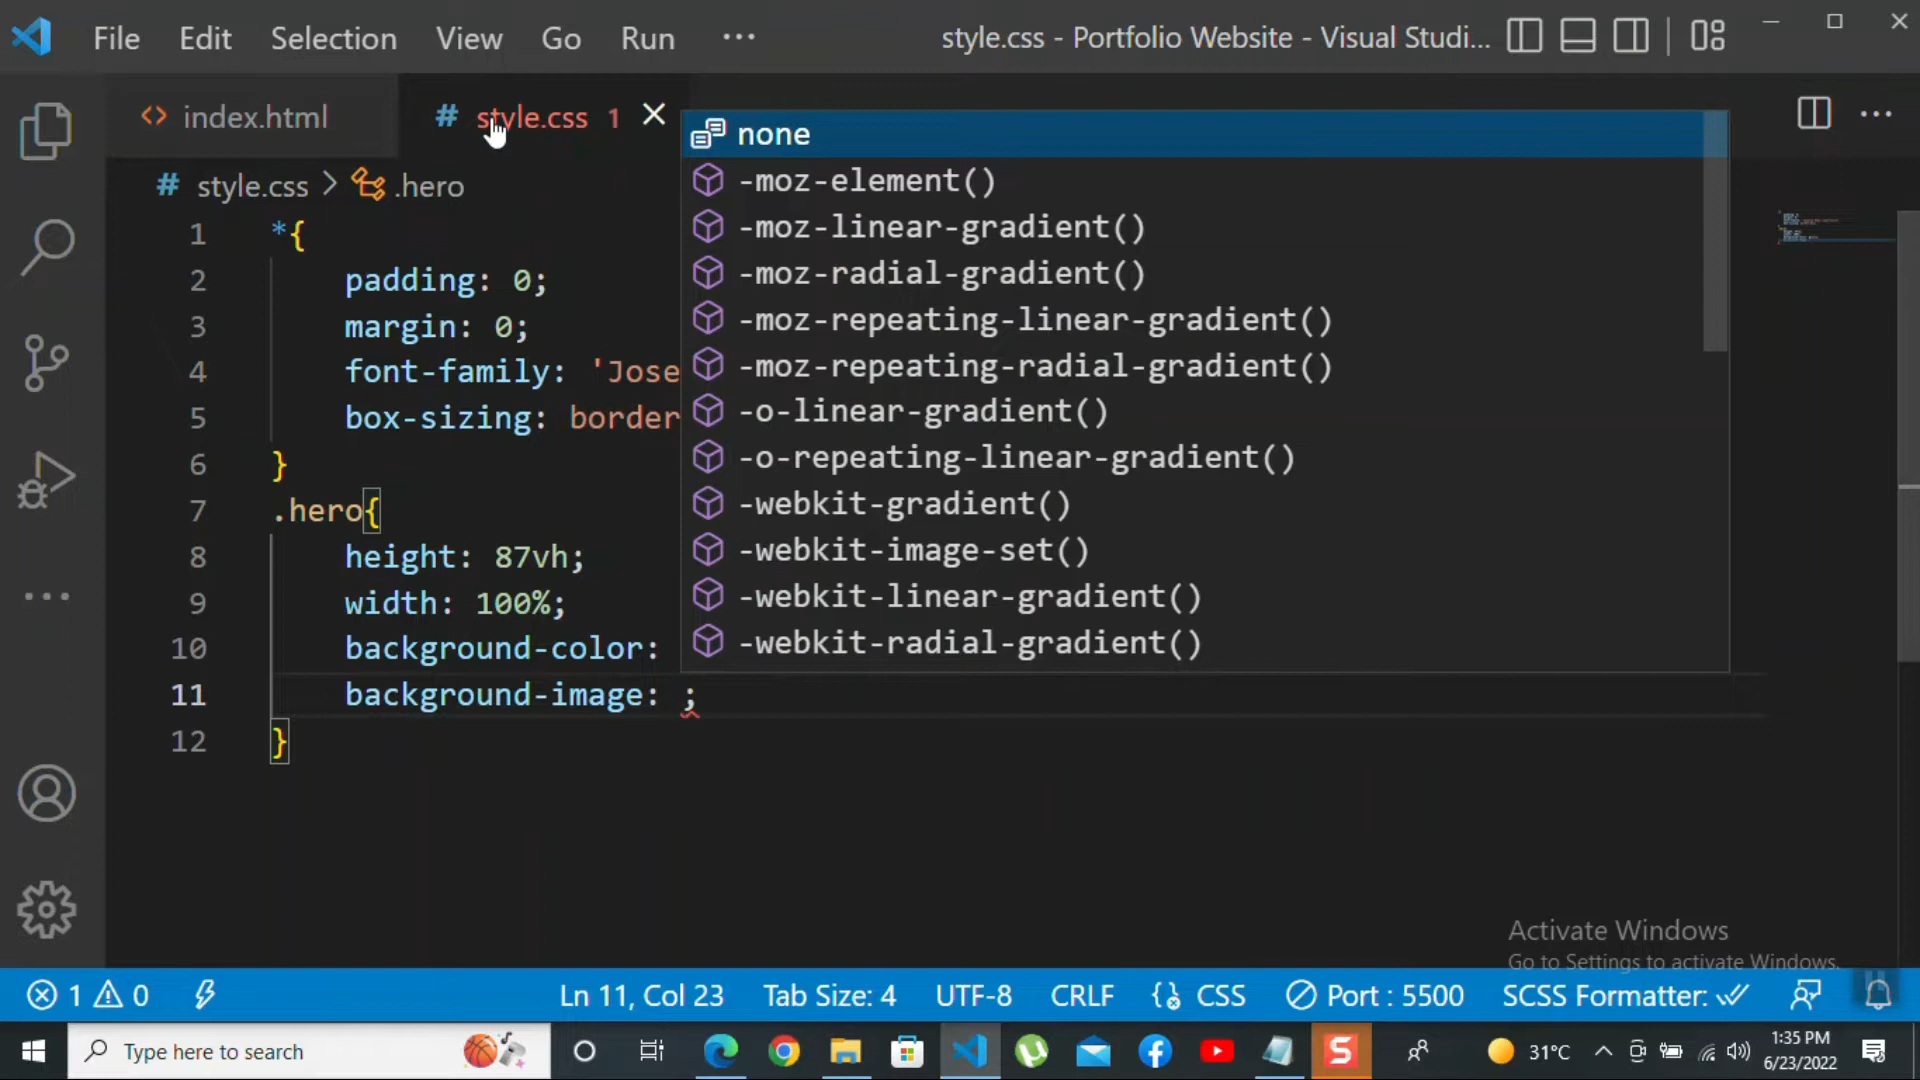 File Edit Selection View Go Run ··· style.css - Portfolio Website - Visual Studi...
<> index.html # style.css 1
# style.css > .hero
1 *{
2 padding: 0;
3 margin: 0;
4 font-family: 'Jose
5 box-sizing: border
6 }
7 .hero{
8 height: 87vh;
9 width: 100%;
10 background-color:
11 background-image: ;
12 }
none
-moz-element()
-moz-linear-gradient()
-moz-radial-gradient()
-moz-repeating-linear-gradient()
-moz-repeating-radial-gradient()
-o-linear-gradient()
-o-repeating-linear-gradient()
-webkit-gradient()
-webkit-image-set()
-webkit-linear-gradient()
-webkit-radial-gradient()
Activate Windows
Go to Settings to activate Windows.
1 0 Ln 11, Col 23 Tab Size: 4 UTF-8 CRLF {} CSS Port : 5500 SCSS Formatter:
Type here to search 31°C 1:35 PM
6/23/2022